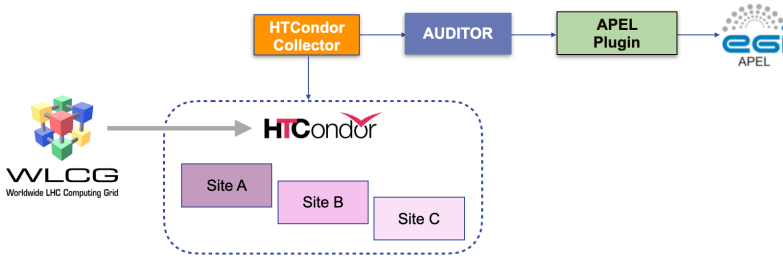 HTCondor
Collector
AUDITOR
APEL
Plugin
egi
APEL
HTCondor
WLCG
Worldwide LHC Computing Grid
Site A
Site B
Site C